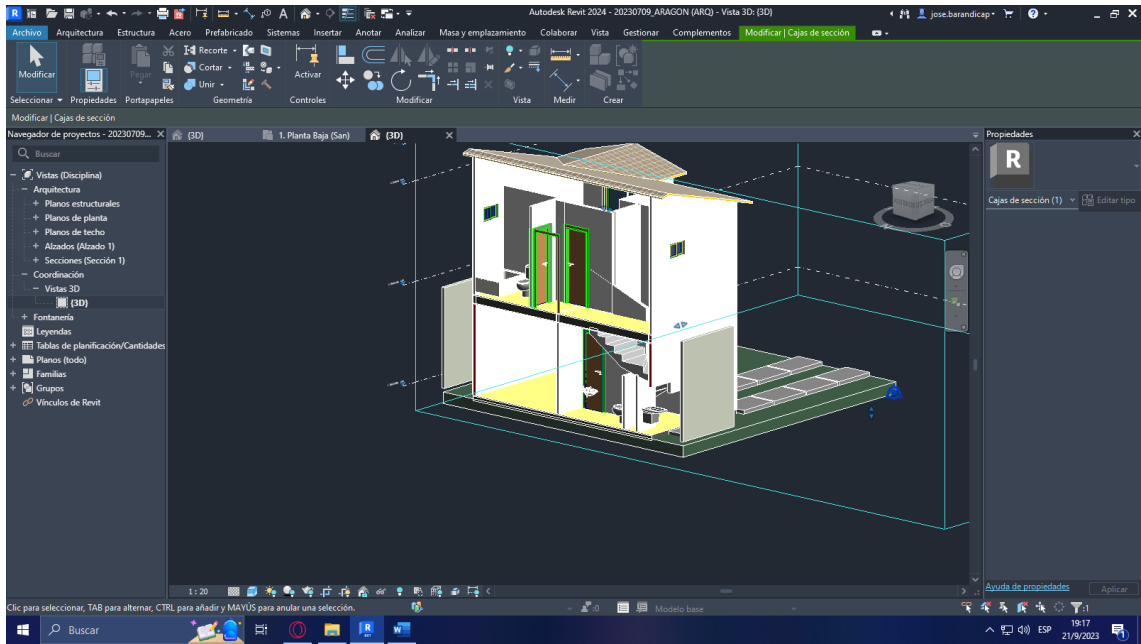 Autodesk Revit 2024 - 20230709_ARAGON (ARQ) - Vista 3D: {3D}
jose.barandicap
Archivo Arquitectura Estructura Acero Prefabricado Sistemas Insertar Anotar Analizar Masa y emplazamiento Colaborar Vista Gestionar Complementos Modificar | Cajas de sección
Modificar
Pegar
Recorte
Cortar
Unir
Activar
Seleccionar Propiedades Portapapeles Geometría Controles Modificar Vista Medir Crear
Modificar | Cajas de sección
Navegador de proyectos - 20230709... X
{3D}
1. Planta Baja (San)
{3D} X
Propiedades X
Buscar
Vistas (Disciplina)
Arquitectura
Planos estructurales
Planos de planta
Planos de techo
Alzados (Alzado 1)
Secciones (Sección 1)
Coordinación
Vistas 3D
{3D}
Fontanería
Leyendas
Tablas de planificación/Cantidades
Planos (todo)
Familias
Grupos
Vínculos de Revit
R
Cajas de sección (1) Editar tipo
1 : 20
Ayuda de propiedades Aplicar
Clic para seleccionar, TAB para alternar, CTRL para añadir y MAYÚS para anular una selección.
:0
Modelo base
:1
Buscar
ESP
19:17
21/9/2023